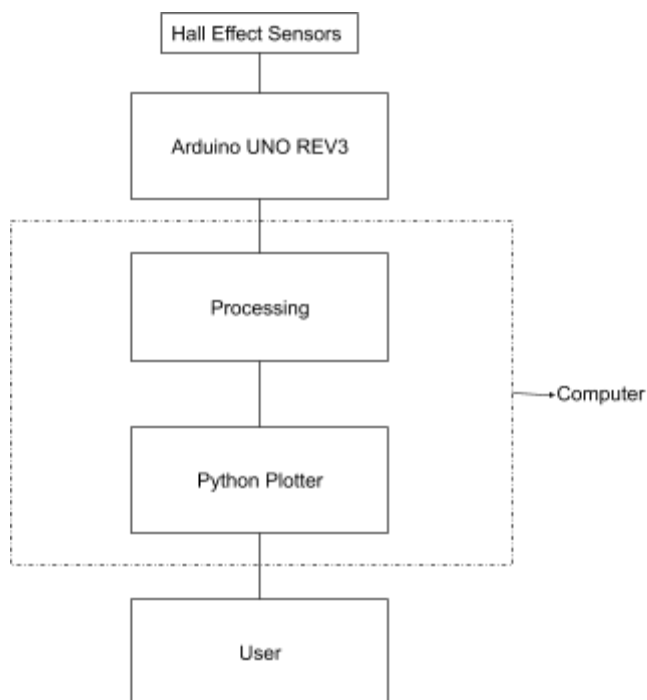 Hall Effect Sensors
Arduino UNO REV3
Processing
Computer
Python Plotter
User